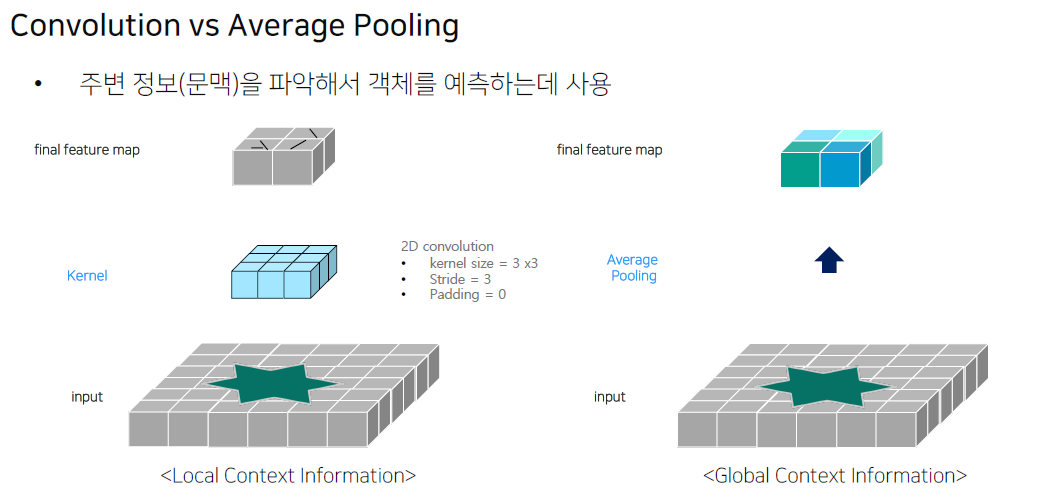 Convolution vs Average Pooling
• 주변 정보(문맥)을 파악해서 객체를 예측하는데 사용
final feature map
Kernel
2D convolution
• kernel size = 3 x3
• Stride = 3
• Padding = 0
input
<Local Context Information>
final feature map
Average
Pooling
input
<Global Context Information>